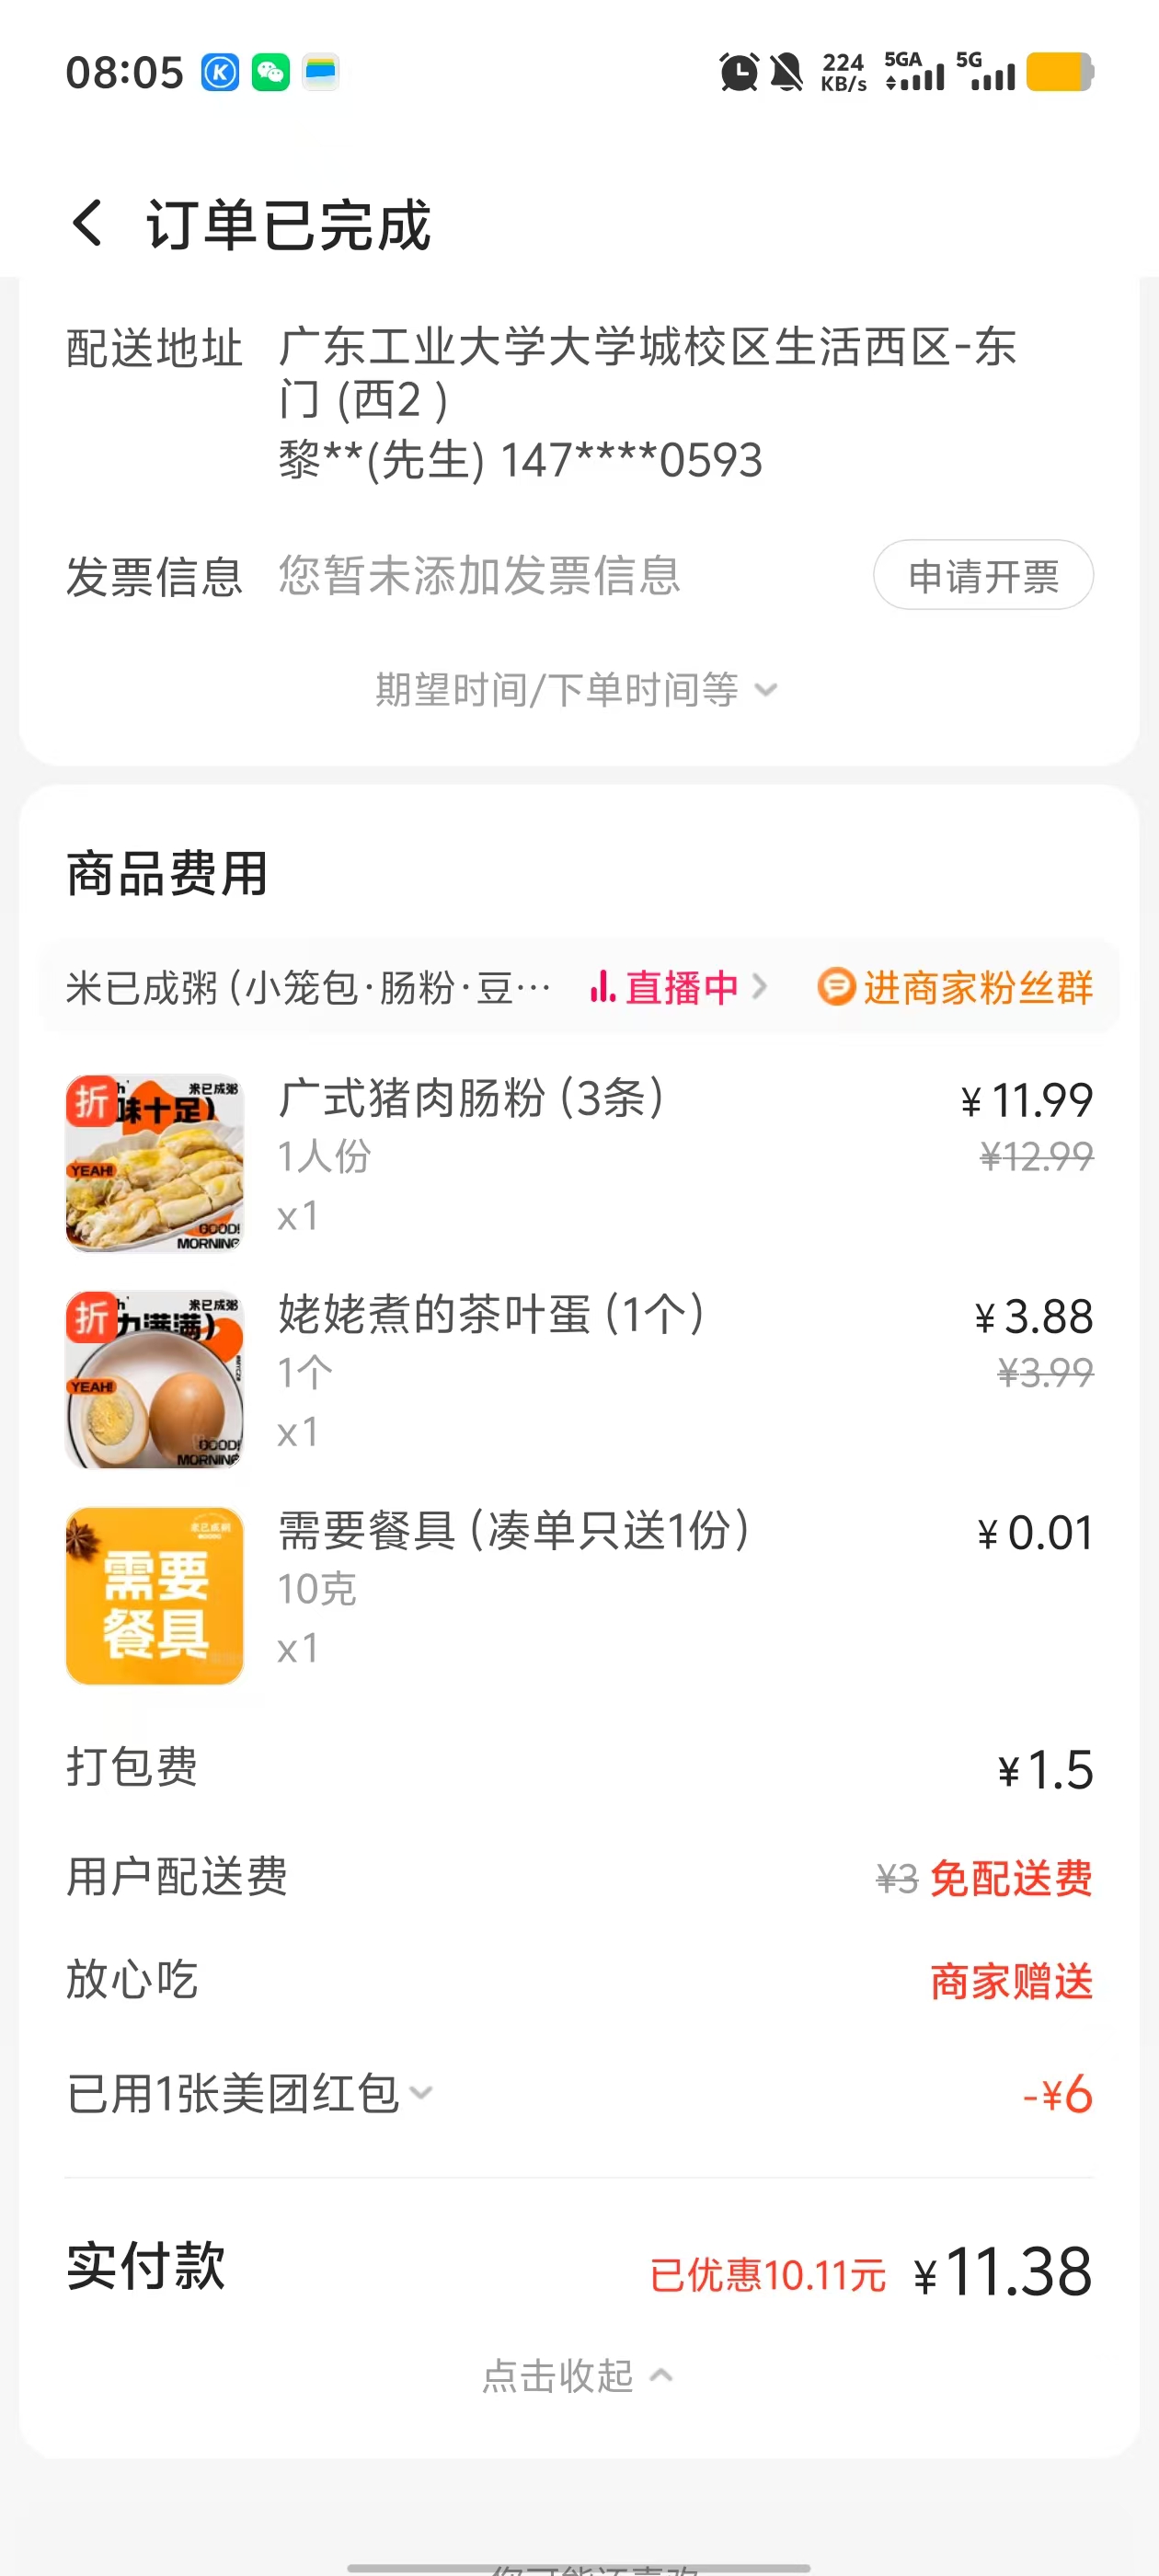 08:05
224 KB/s 5GA 5G
订单已完成
配送地址 广东工业大学大学城校区生活西区-东
门 (西2 )
黎**(先生) 147****0593
发票信息 您暂未添加发票信息 申请开票
期望时间/下单时间等
商品费用
米已成粥 (小笼包·肠粉·豆… 直播中 进商家粉丝群
折
米已成粥
味十足)
YEAH!
GOOD!
MORNING
广式猪肉肠粉 (3条) ¥11.99
1人份 ¥12.99
x1
折
米已成粥
力满满)
YEAH!
GOOD!
MORNING
姥姥煮的茶叶蛋 (1个) ¥3.88
1个 ¥3.99
x1
需要
餐具
需要餐具 (凑单只送1份) ¥0.01
10克
x1
打包费 ¥1.5
用户配送费 ¥3 免配送费
放心吃 商家赠送
已用1张美团红包 -¥6
实付款 已优惠10.11元 ¥11.38
点击收起